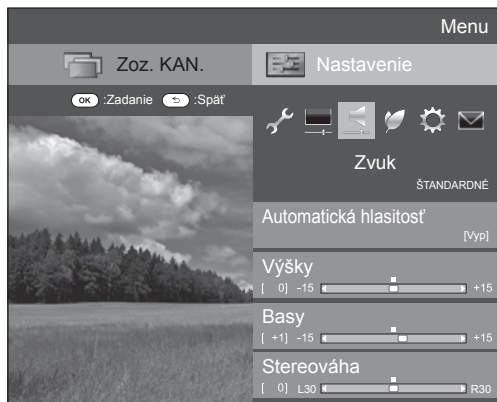 Menu
Zoz. KAN.
Nastavenie
OK :Zadanie :Späť
Zvuk
ŠTANDARDNÉ
Automatická hlasitosť
[Vyp]
Výšky
[ 0] -15 +15
Basy
[ +1] -15 +15
Stereováha
[ 0] L30 R30